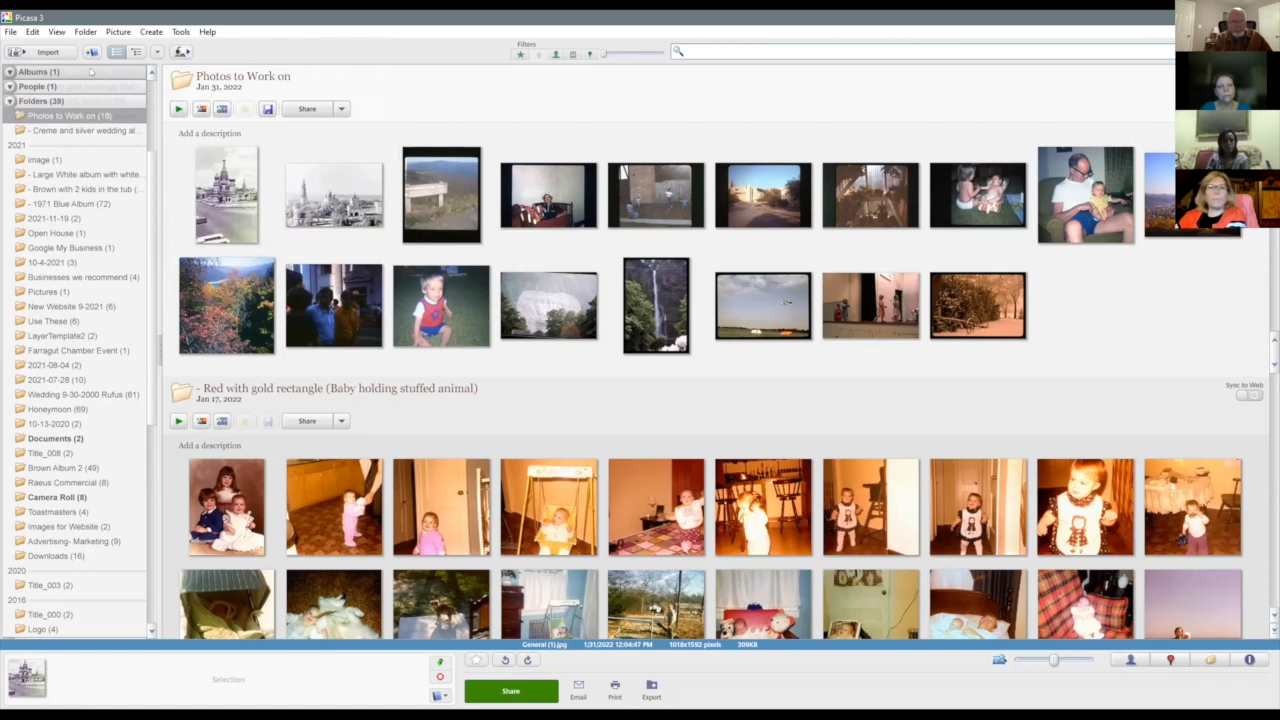 Picasa 3
File Edit View Folder Picture Create Tools Help
Import
Filters
Albums (1)
People (1)
Folders (39)
Photos to Work on (18)
- Creme and silver wedding al...
2021
image (1)
- Large White album with white...
- Brown with 2 kids in the tub (...
- 1971 Blue Album (72)
2021-11-19 (2)
Open House (1)
Google My Business (1)
10-4-2021 (3)
Businesses we recommend (4)
Pictures (1)
New Website 9-2021 (6)
Use These (6)
LayerTemplate2 (2)
Farragut Chamber Event (1)
2021-08-04 (2)
2021-07-28 (10)
Wedding 9-30-2000 Rufus (61)
Honeymoon (69)
10-13-2020 (2)
Documents (2)
Title_008 (2)
Brown Album 2 (49)
Raeus Commercial (8)
Camera Roll (8)
Toastmasters (4)
Images for Website (2)
Advertising- Marketing (9)
Downloads (16)
2020
Title_003 (2)
2016
Title_000 (2)
Logo (4)
Photos to Work on
Jan 31, 2022
Share
Add a description
- Red with gold rectangle (Baby holding stuffed animal)
Jan 17, 2022
Sync to Web
Share
Add a description
General (1).jpg 1/31/2022 12:04:47 PM 1018x1592 pixels 309KB
Selection
Share
Email Print Export